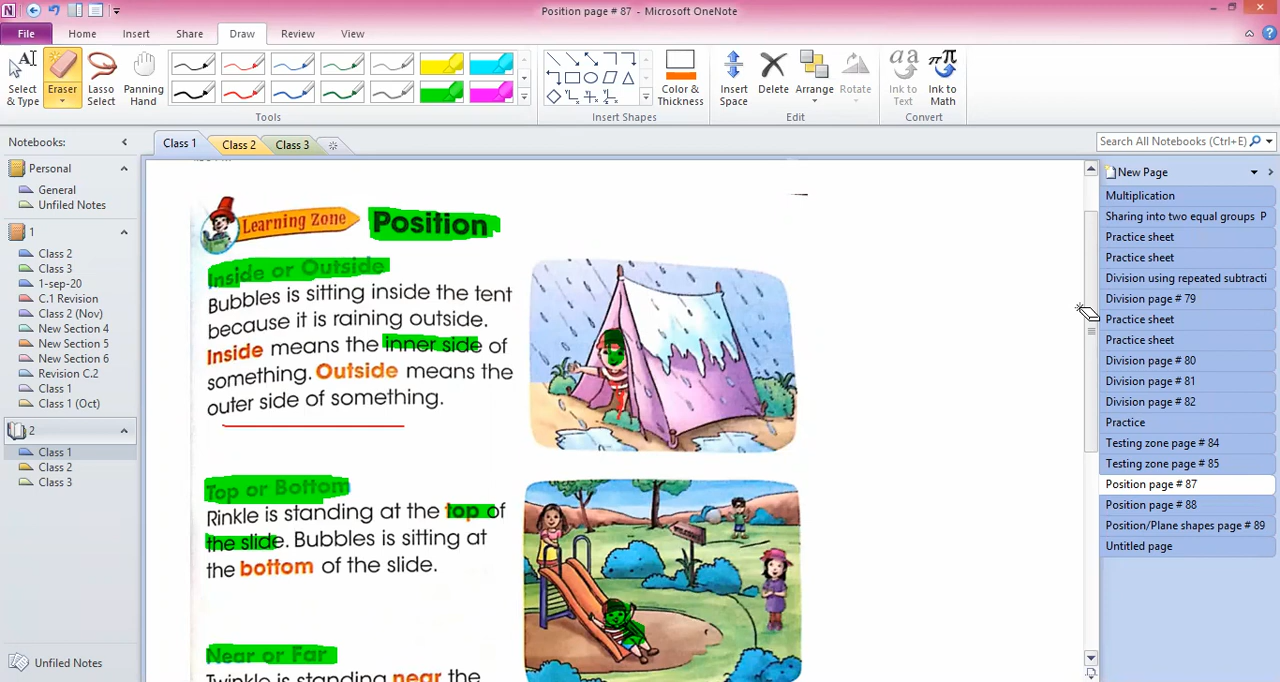 Position page # 87 - Microsoft OneNote
File Home Insert Share Draw Review View
Select & Type
Eraser
Lasso Select
Panning Hand
Color & Thickness
Insert Space
Delete
Arrange
Rotate
Ink to Text
Ink to Math
Tools
Insert Shapes
Edit
Convert
Notebooks:
Class 1
Class 2
Class 3
Search All Notebooks (Ctrl+E)
Personal
General
Unfiled Notes
1
Class 2
Class 3
1-sep-20
C.1 Revision
Class 2 (Nov)
New Section 4
New Section 5
New Section 6
Revision C.2
Class 1
Class 1 (Oct)
2
Class 1
Class 2
Class 3
Unfiled Notes
Learning Zone
Position
Inside or Outside
Bubbles is sitting inside the tent
because it is raining outside.
Inside means the inner side of
something. Outside means the
outer side of something.
Top or Bottom
Rinkle is standing at the top of
the slide. Bubbles is sitting at
the bottom of the slide.
Near or Far
Twinkle is standing near the
New Page
Multiplication
Sharing into two equal groups P
Practice sheet
Practice sheet
Division using repeated subtracti
Division page # 79
Practice sheet
Practice sheet
Division page # 80
Division page # 81
Division page # 82
Practice
Testing zone page # 84
Testing zone page # 85
Position page # 87
Position page # 88
Position/Plane shapes page # 89
Untitled page